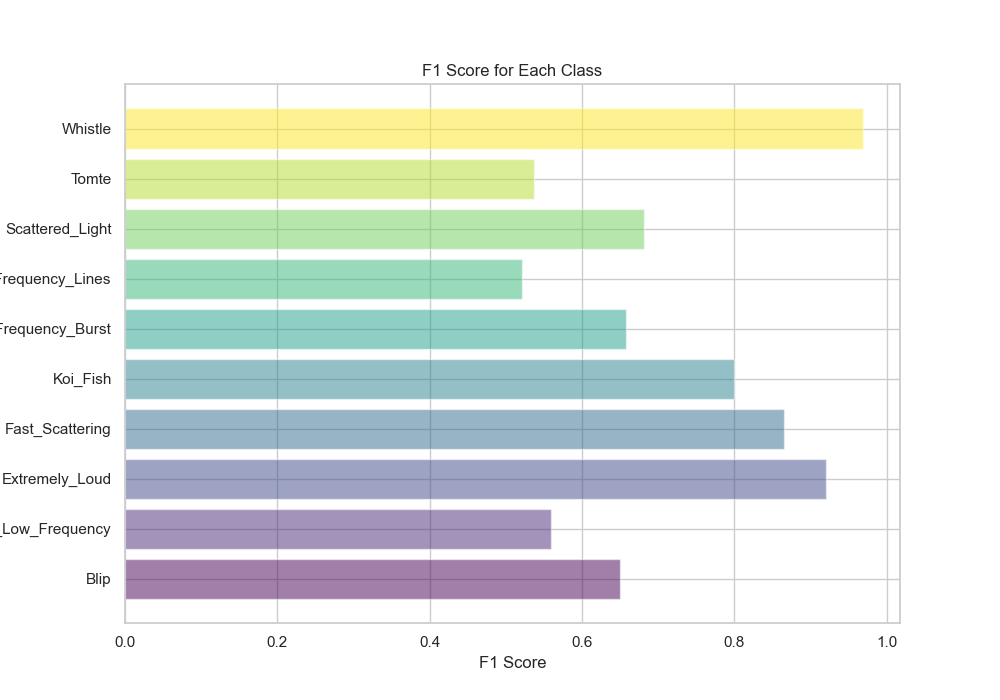 F1 Score for Each Class
Whistle
Tomte
Scattered_Light
Frequency_Lines
Frequency_Burst
Koi_Fish
Fast_Scattering
Extremely_Loud
_Low_Frequency
Blip
0.0 0.2 0.4 0.6 0.8 1.0
F1 Score